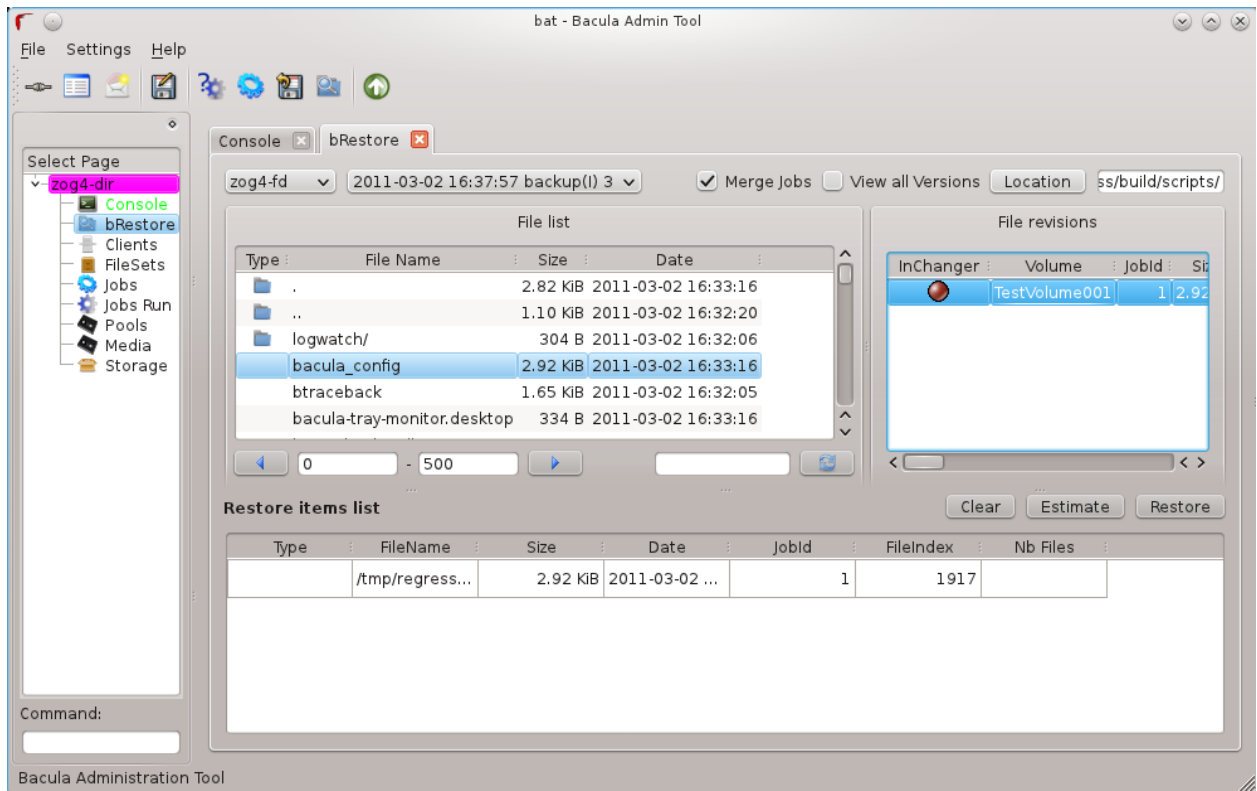 bat - Bacula Admin Tool
File Settings Help
Select Page
zog4-dir
Console
bRestore
Clients
FileSets
Jobs
Jobs Run
Pools
Media
Storage
Command:
Console bRestore
zog4-fd 2011-03-02 16:37:57 backup(I) 3 Merge Jobs View all Versions Location ss/build/scripts/
File list
Type File Name Size Date
. 2.82 KiB 2011-03-02 16:33:16
.. 1.10 KiB 2011-03-02 16:32:20
logwatch/ 304 B 2011-03-02 16:32:06
bacula_config 2.92 KiB 2011-03-02 16:33:16
btraceback 1.65 KiB 2011-03-02 16:32:05
bacula-tray-monitor.desktop 334 B 2011-03-02 16:33:16
0 - 500
File revisions
InChanger Volume JobId Siz
TestVolume001 1 2.92
Restore items list Clear Estimate Restore
Type FileName Size Date JobId FileIndex Nb Files
/tmp/regress... 2.92 KiB 2011-03-02 ... 1 1917
Bacula Administration Tool